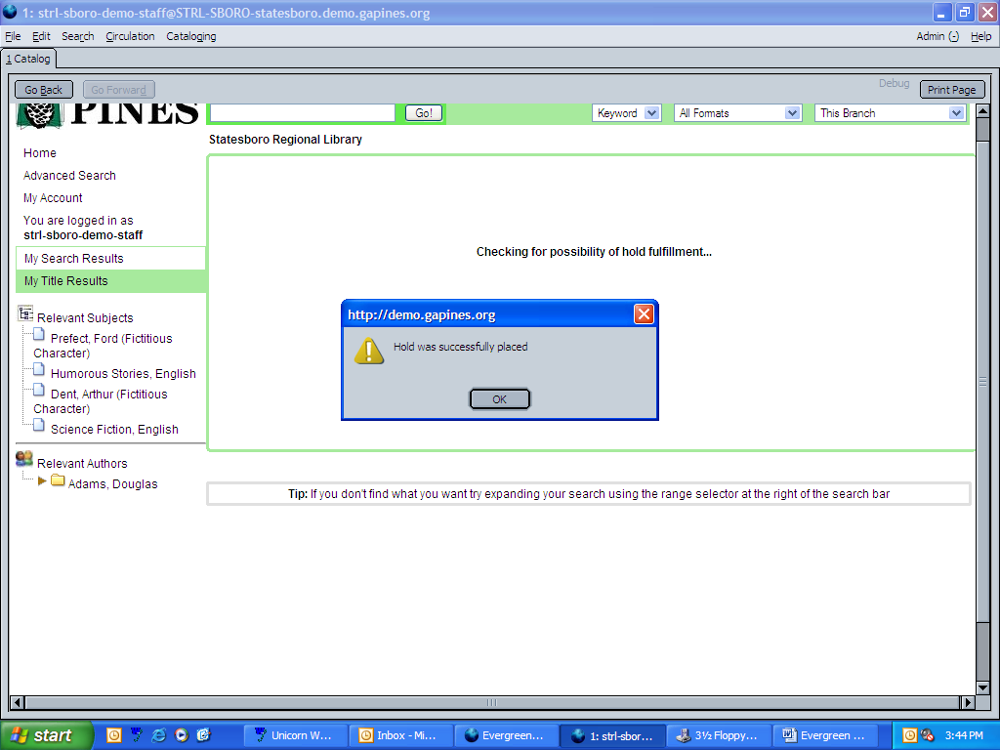 1: strl-sboro-demo-staff@STRL-SBORO-statesboro.demo.gapines.org
File Edit Search Circulation Cataloging Admin (-) Help
1 Catalog
Go Back Go Forward Debug Print Page
PINES Go! Keyword All Formats This Branch
Statesboro Regional Library
Home
Advanced Search
My Account
You are logged in as
strl-sboro-demo-staff
My Search Results
My Title Results
Relevant Subjects
Prefect, Ford (Fictitious
Character)
Humorous Stories, English
Dent, Arthur (Fictitious
Character)
Science Fiction, English
Relevant Authors
Adams, Douglas
Checking for possibility of hold fulfillment...
http://demo.gapines.org
Hold was successfully placed
OK
Tip: If you don't find what you want try expanding your search using the range selector at the right of the search bar
start Unicorn W... Inbox - Mi... Evergreen... 1: strl-sbor... 3½ Floppy... Evergreen ... 3:44 PM